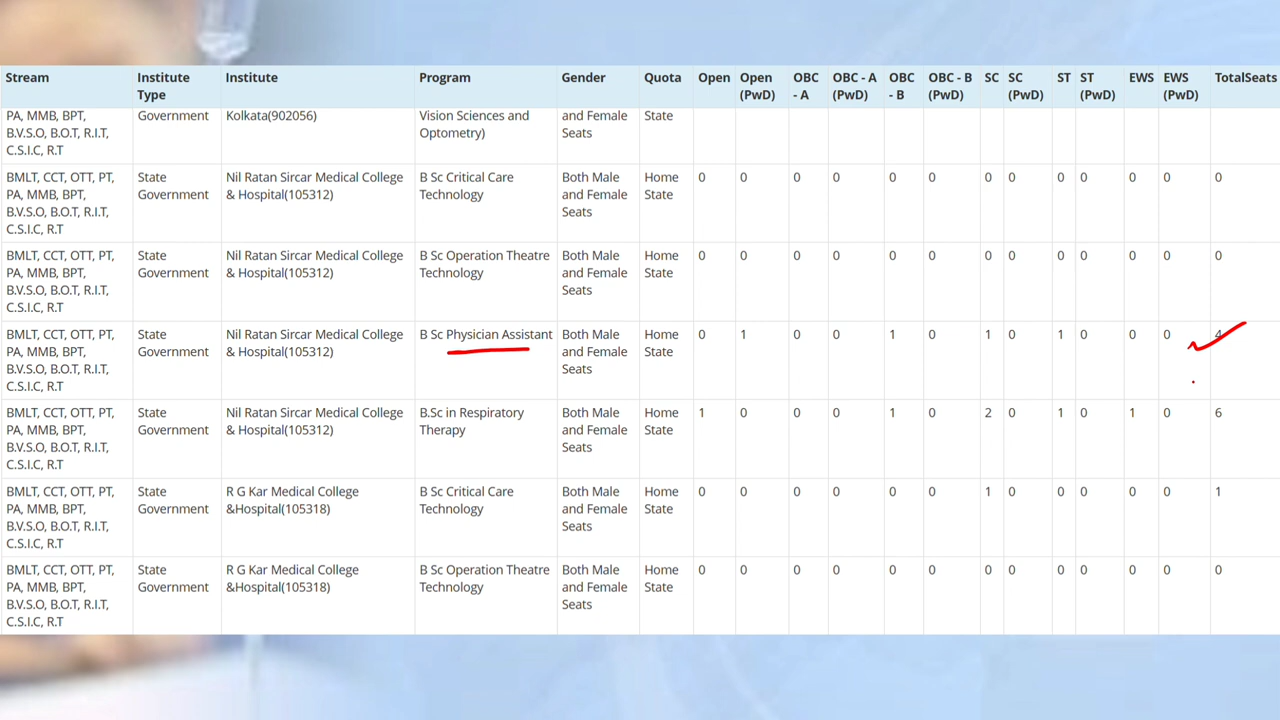 Stream Institute Type Institute Program Gender Quota Open Open (PwD) OBC - A OBC - A (PwD) OBC - B OBC - B (PwD) SC SC (PwD) ST ST (PwD) EWS EWS (PwD) TotalSeats
PA, MMB, BPT, Government Kolkata(902056) Vision Sciences and and Female State
B.V.S.O, B.O.T, R.I.T, Optometry) Seats
C.S.I.C, R.T
BMLT, CCT, OTT, PT, State Nil Ratan Sircar Medical College B Sc Critical Care Both Male Home 0 0 0 0 0 0 0 0 0 0 0 0 0
PA, MMB, BPT, Government & Hospital(105312) Technology and Female State
B.V.S.O, B.O.T, R.I.T, Seats
C.S.I.C, R.T
BMLT, CCT, OTT, PT, State Nil Ratan Sircar Medical College B Sc Operation Theatre Both Male Home 0 0 0 0 0 0 0 0 0 0 0 0 0
PA, MMB, BPT, Government & Hospital(105312) Technology and Female State
B.V.S.O, B.O.T, R.I.T, Seats
C.S.I.C, R.T
BMLT, CCT, OTT, PT, State Nil Ratan Sircar Medical College B Sc Physician Assistant Both Male Home 0 1 0 0 1 0 1 0 1 0 0 0 4
PA, MMB, BPT, Government & Hospital(105312) and Female State
B.V.S.O, B.O.T, R.I.T, Seats
C.S.I.C, R.T
BMLT, CCT, OTT, PT, State Nil Ratan Sircar Medical College B.Sc in Respiratory Both Male Home 1 0 0 0 1 0 2 0 1 0 1 0 6
PA, MMB, BPT, Government & Hospital(105312) Therapy and Female State
B.V.S.O, B.O.T, R.I.T, Seats
C.S.I.C, R.T
BMLT, CCT, OTT, PT, State R G Kar Medical College B Sc Critical Care Both Male Home 0 0 0 0 0 0 1 0 0 0 0 0 1
PA, MMB, BPT, Government &Hospital(105318) Technology and Female State
B.V.S.O, B.O.T, R.I.T, Seats
C.S.I.C, R.T
BMLT, CCT, OTT, PT, State R G Kar Medical College B Sc Operation Theatre Both Male Home 0 0 0 0 0 0 0 0 0 0 0 0 0
PA, MMB, BPT, Government &Hospital(105318) Technology and Female State
B.V.S.O, B.O.T, R.I.T, Seats
C.S.I.C, R.T